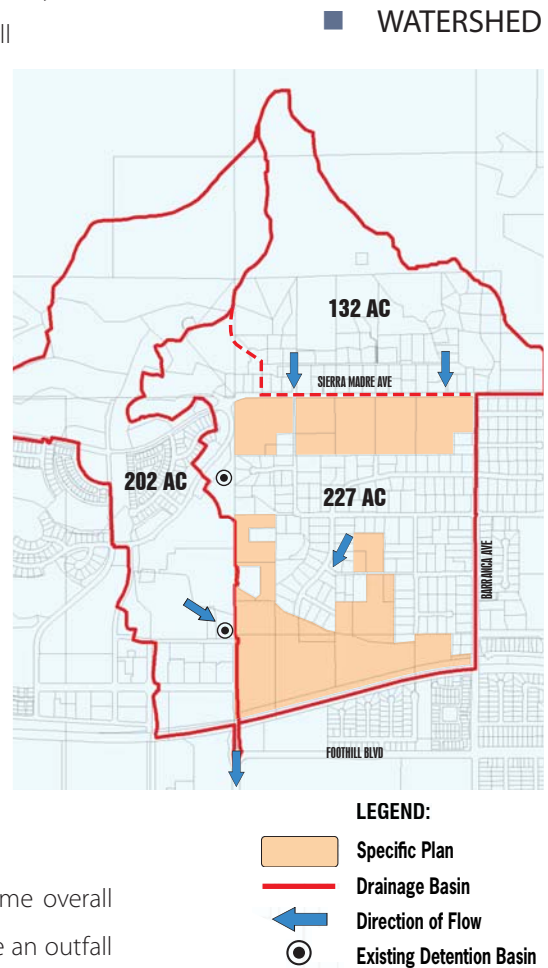 ll
■ WATERSHED
132 AC
SIERRA MADRE AVE
202 AC
227 AC
BARRANCA AVE
FOOTHILL BLVD
LEGEND:
Specific Plan
Drainage Basin
me overall
Direction of Flow
e an outfall
Existing Detention Basin